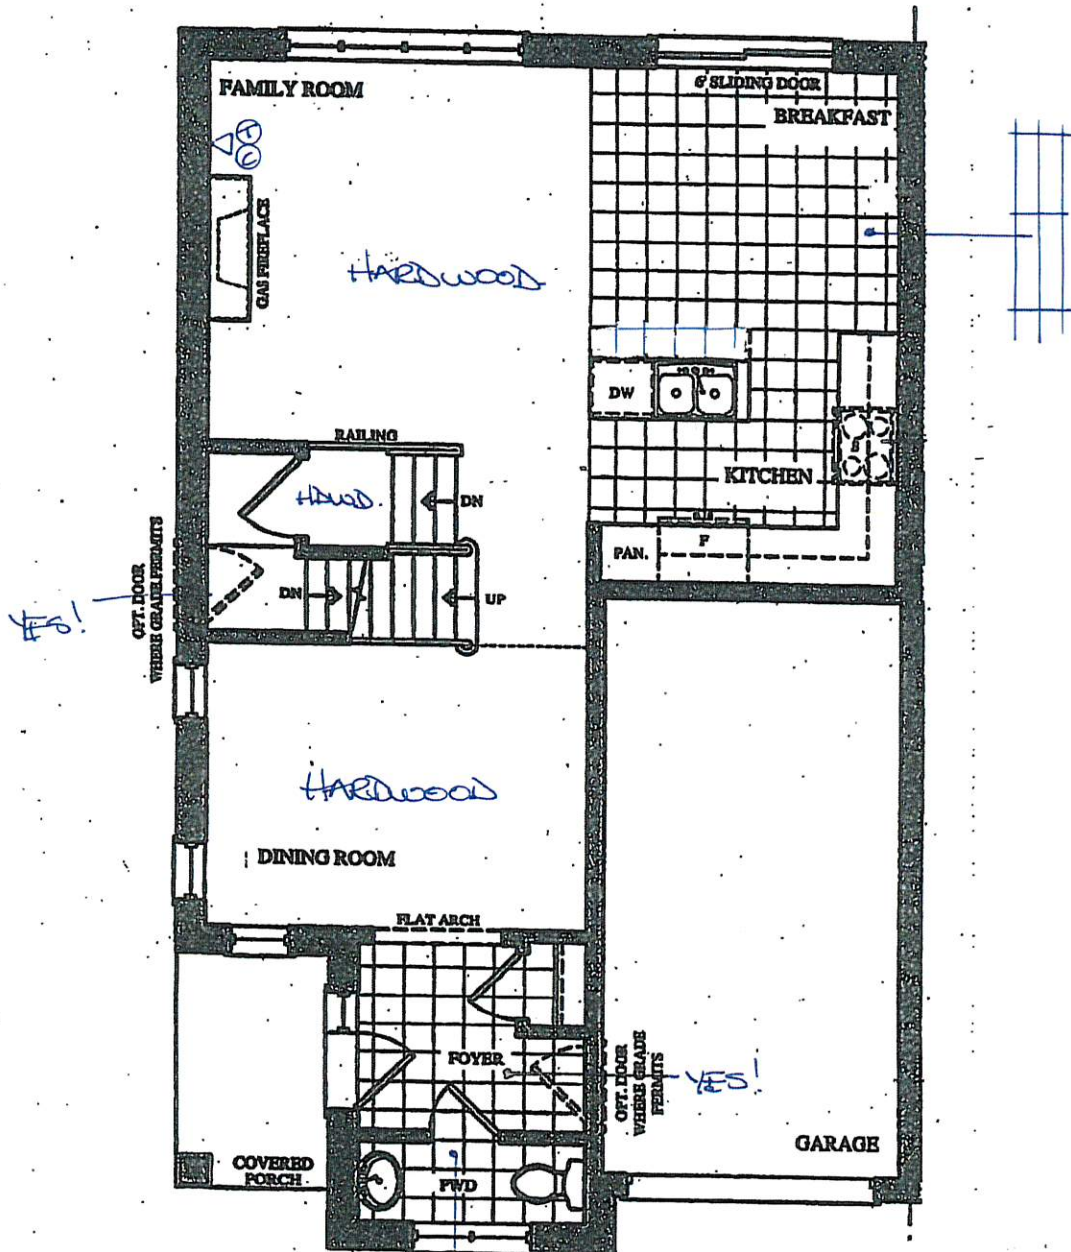 6' SLIDING DOOR
FAMILY ROOM
BREAKFAST
T
C
GAS FIREPLACE
HARDWOOD
DW
RAILING
KITCHEN
HDWD.
DN
PAN.
F
OPT. DOOR
WHERE GRADE PERMITS
YES!
DN
UP
HARDWOOD
DINING ROOM
FLAT ARCH
FOYER
OPT. DOOR
WHERE GRADE
PERMITS
YES!
GARAGE
COVERED
PORCH
PWD